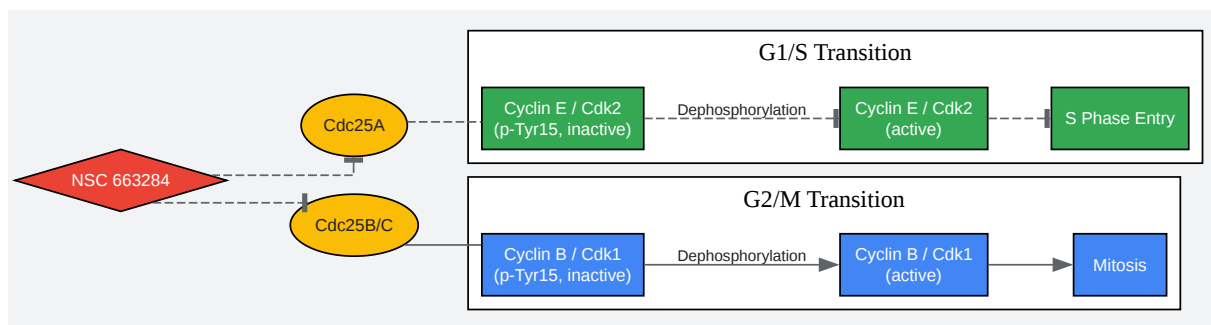 G1/S Transition
Cyclin E / Cdk2
(p-Tyr15, inactive)
Dephosphorylation
Cyclin E / Cdk2
(active)
S Phase Entry
Cdc25A
NSC 663284
Cdc25B/C
G2/M Transition
Cyclin B / Cdk1
(p-Tyr15, inactive)
Dephosphorylation
Cyclin B / Cdk1
(active)
Mitosis